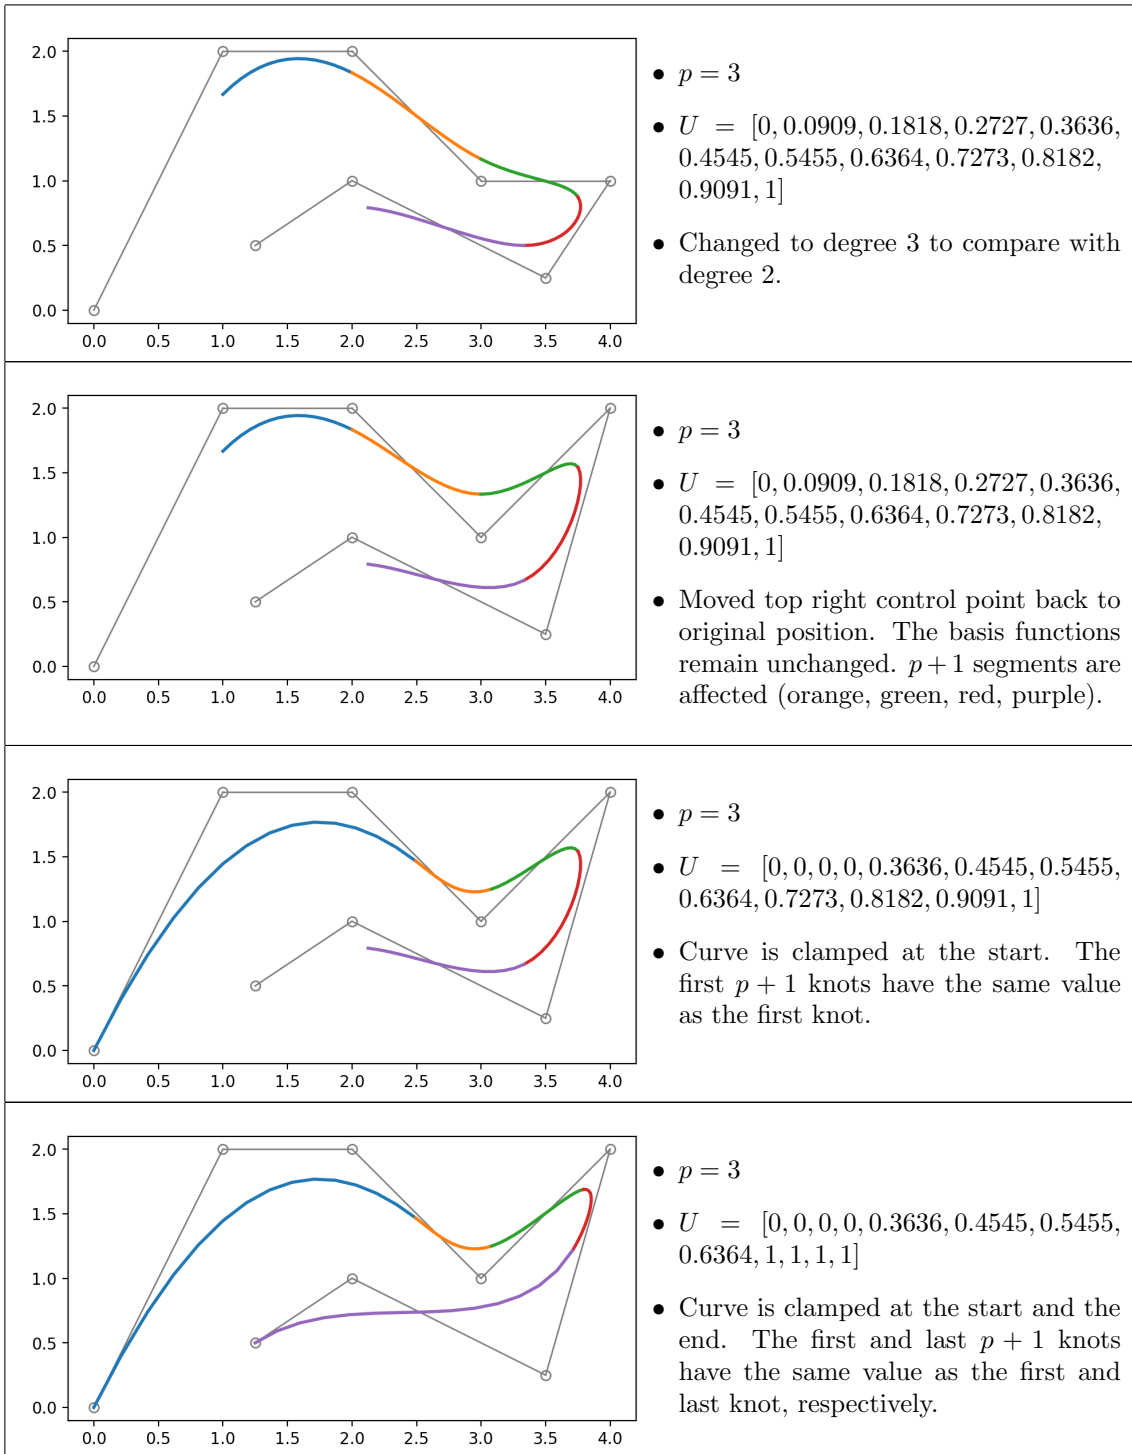 2.0
1.5
1.0
0.5
0.0
0.0 0.5 1.0 1.5 2.0 2.5 3.0 3.5 4.0
• p = 3
• U = [0, 0.0909, 0.1818, 0.2727, 0.3636,
0.4545, 0.5455, 0.6364, 0.7273, 0.8182,
0.9091, 1]
• Changed to degree 3 to compare with
degree 2.
2.0
1.5
1.0
0.5
0.0
0.0 0.5 1.0 1.5 2.0 2.5 3.0 3.5 4.0
• p = 3
• U = [0, 0.0909, 0.1818, 0.2727, 0.3636,
0.4545, 0.5455, 0.6364, 0.7273, 0.8182,
0.9091, 1]
• Moved top right control point back to
original position. The basis functions
remain unchanged. p + 1 segments are
affected (orange, green, red, purple).
2.0
1.5
1.0
0.5
0.0
0.0 0.5 1.0 1.5 2.0 2.5 3.0 3.5 4.0
• p = 3
• U = [0, 0, 0, 0, 0.3636, 0.4545, 0.5455,
0.6364, 0.7273, 0.8182, 0.9091, 1]
• Curve is clamped at the start. The
first p + 1 knots have the same value
as the first knot.
2.0
1.5
1.0
0.5
0.0
0.0 0.5 1.0 1.5 2.0 2.5 3.0 3.5 4.0
• p = 3
• U = [0, 0, 0, 0, 0.3636, 0.4545, 0.5455,
0.6364, 1, 1, 1, 1]
• Curve is clamped at the start and the
end. The first and last p + 1 knots
have the same value as the first and
last knot, respectively.